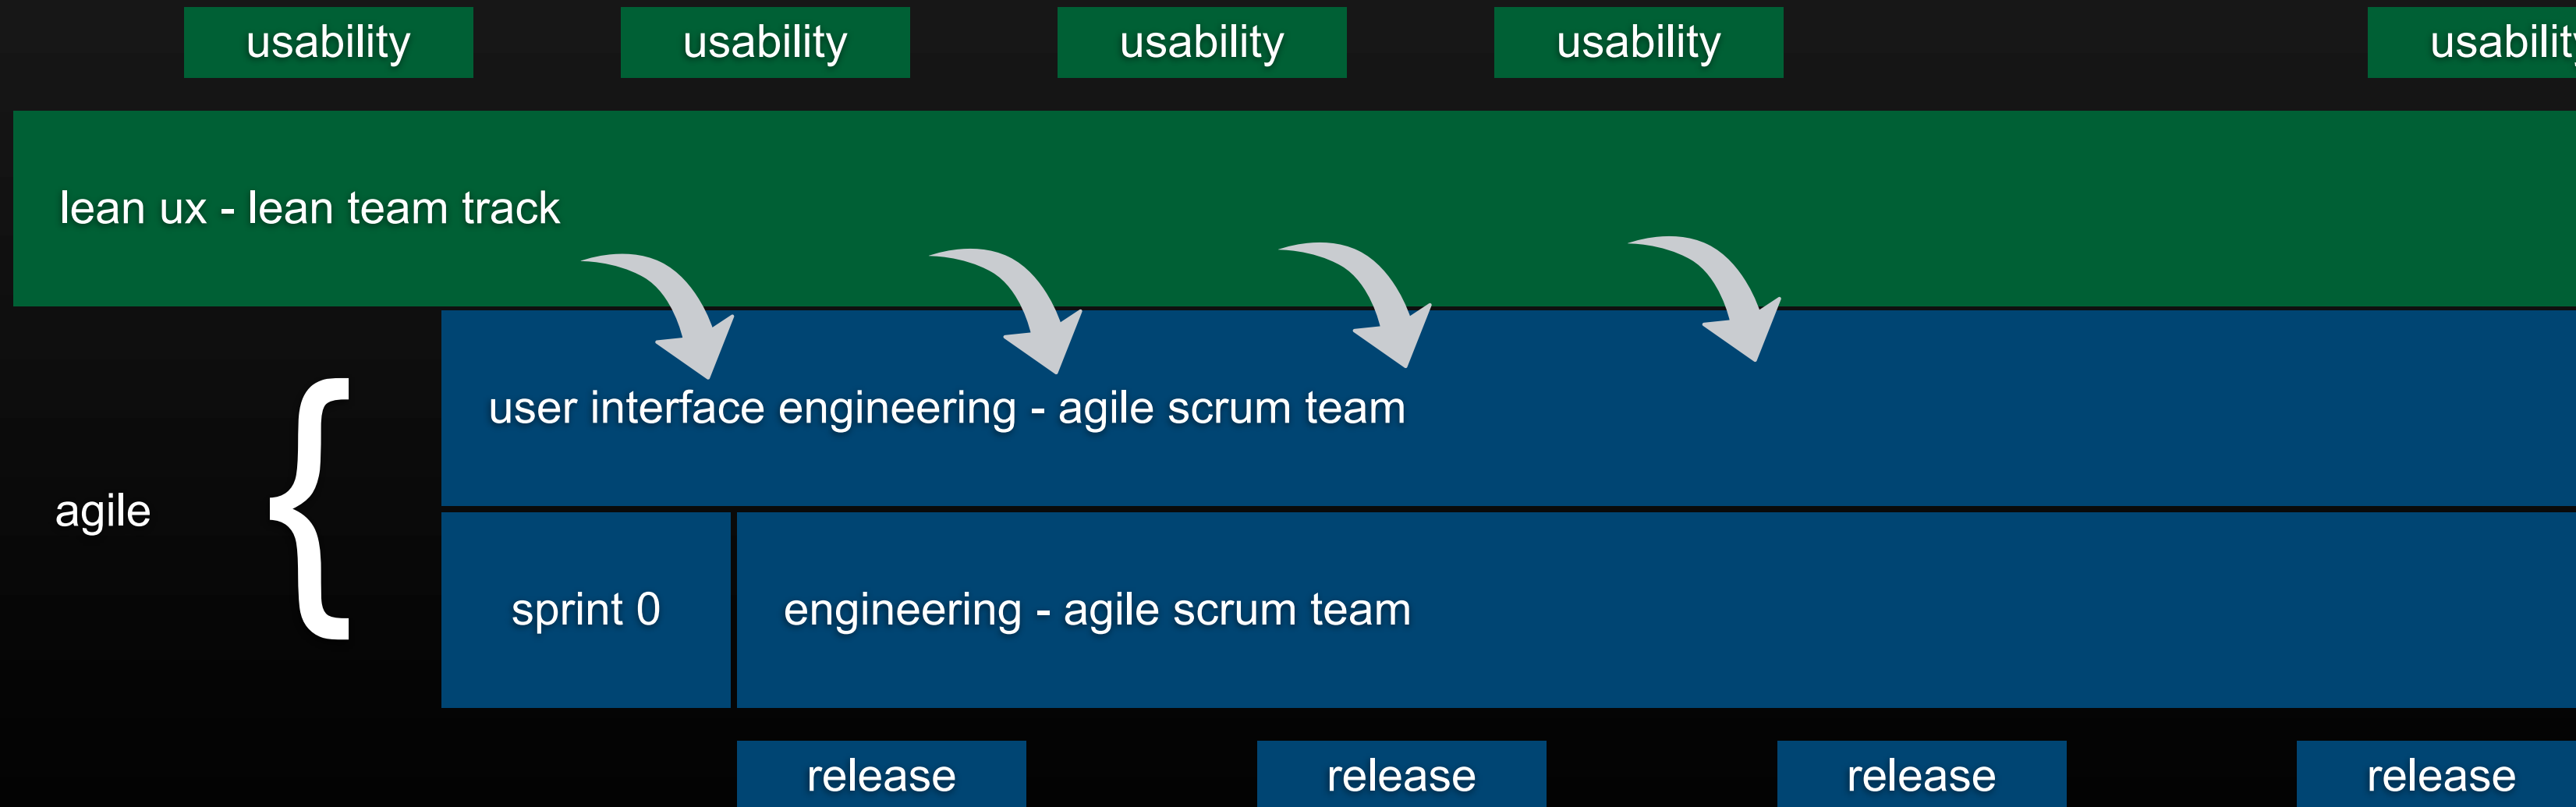 usability usability usability usability usabilit
lean ux - lean team track
user interface engineering - agile scrum team
agile {
sprint 0 engineering - agile scrum team
release release release release